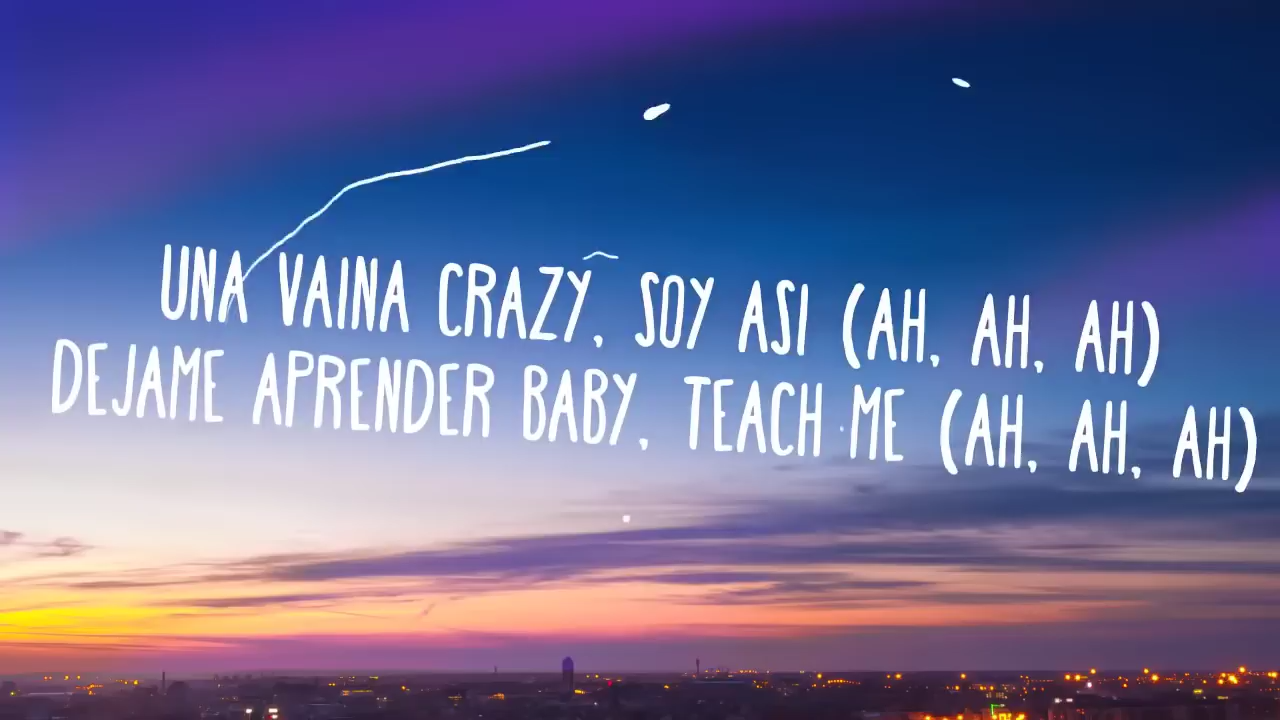 UNA VAINA CRAZY, SOY ASI (AH, AH, AH)
DEJAME APRENDER BABY, TEACH ME (AH, AH, AH)